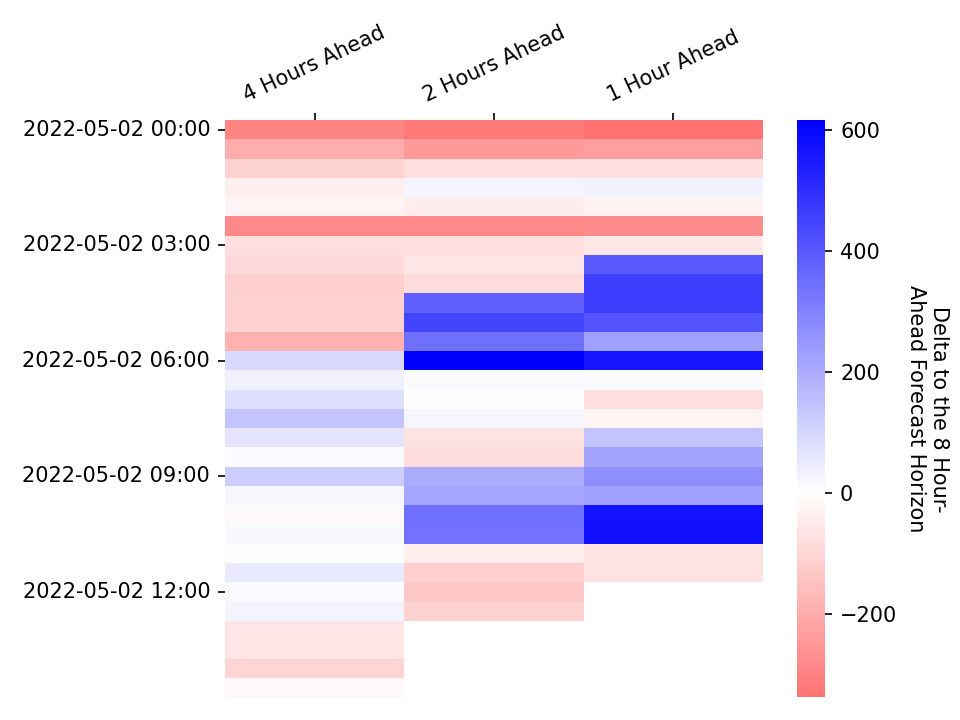 4 Hours Ahead
2 Hours Ahead
1 Hour Ahead
2022-05-02 00:00
2022-05-02 03:00
2022-05-02 06:00
2022-05-02 09:00
2022-05-02 12:00
600
400
200
0
−200
Delta to the 8 Hour-
Ahead Forecast Horizon